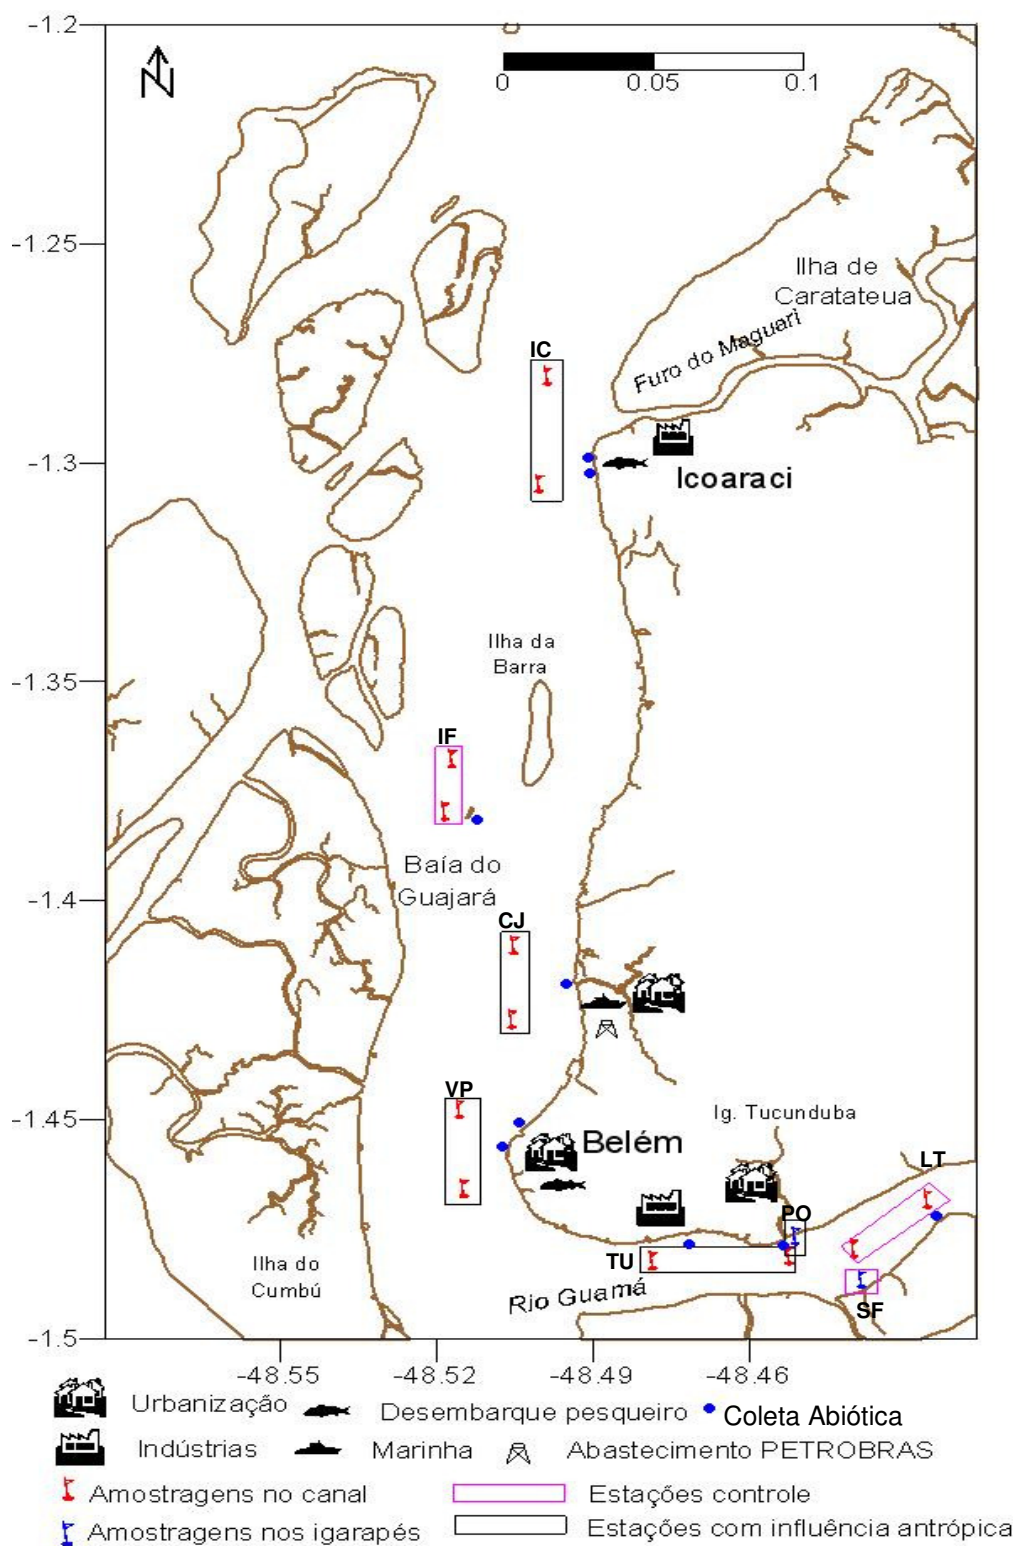 -1.2
N
0 0.05 0.1
-1.25
Ilha de
Caratateua
Furo do Maguari
IC
-1.3
Icoaraci
Ilha da
Barra
-1.35
IF
Baía do
Guajará
-1.4
CJ
VP
-1.45
Ig. Tucunduba
Belém
LT
PO
TU
Ilha do
Cumbú
Rio Guamá
SF
-1.5
-48.55 -48.52 -48.49 -48.46
Urbanização Desembarque pesqueiro Coleta Abiótica
Indústrias Marinha Abastecimento PETROBRAS
Amostragens no canal Estações controle
Amostragens nos igarapés Estações com influência antrópica